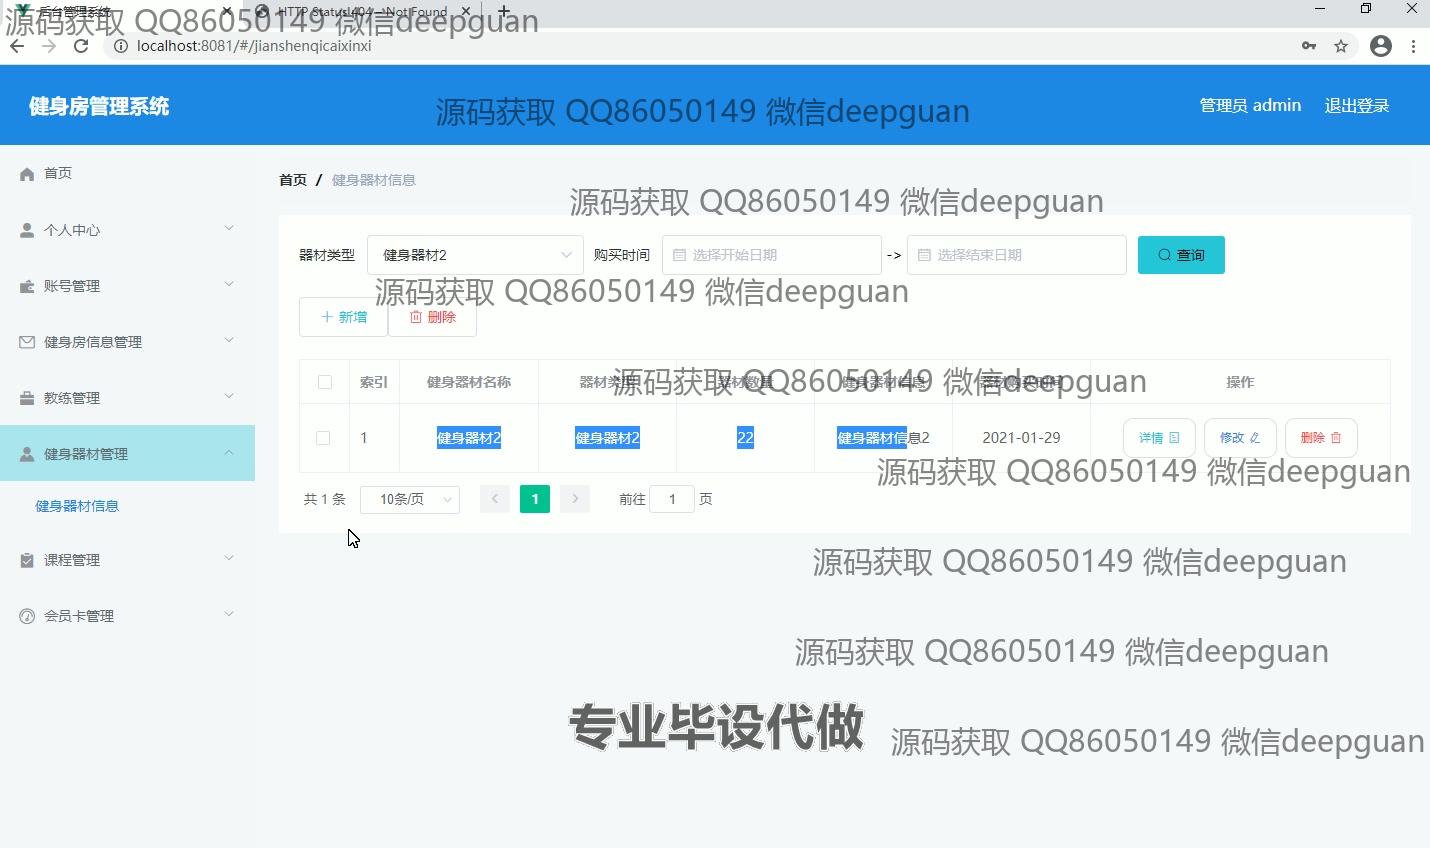 后台管理系统
HTTP Status 404 – Not Found
源码获取 QQ86050149 微信deepguan
localhost:8081/#/jianshenqicaixinxi
健身房管理系统
源码获取 QQ86050149 微信deepguan
管理员 admin
退出登录
首页
个人中心
账号管理
健身房信息管理
教练管理
健身器材管理
健身器材信息
课程管理
会员卡管理
首页 / 健身器材信息
源码获取 QQ86050149 微信deepguan
器材类型 健身器材2 购买时间 选择开始日期 -> 选择结束日期 查询
源码获取 QQ86050149 微信deepguan
新增 删除
索引 健身器材名称 器材类型 器材数量 健身器材信息 器材购买时间 操作
源码获取 QQ86050149 微信deepguan
1 健身器材2 健身器材2 22 健身器材信息2 2021-01-29 详情 修改 删除
源码获取 QQ86050149 微信deepguan
共 1 条 10条/页 1 前往 1 页
源码获取 QQ86050149 微信deepguan
源码获取 QQ86050149 微信deepguan
专业毕设代做
源码获取 QQ86050149 微信deepguan